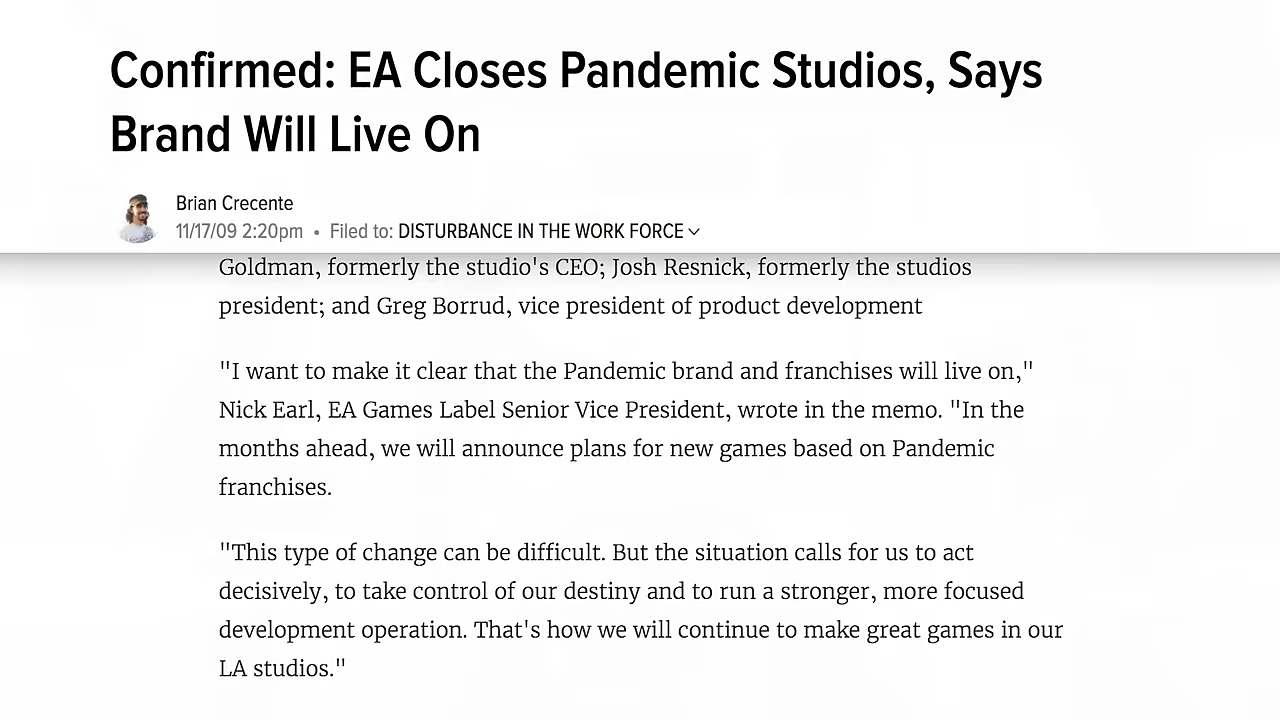 Confirmed: EA Closes Pandemic Studios, Says
Brand Will Live On
Brian Crecente
11/17/09 2:20pm • Filed to: DISTURBANCE IN THE WORK FORCE
Goldman, formerly the studio's CEO; Josh Resnick, formerly the studios
president; and Greg Borrud, vice president of product development
"I want to make it clear that the Pandemic brand and franchises will live on,"
Nick Earl, EA Games Label Senior Vice President, wrote in the memo. "In the
months ahead, we will announce plans for new games based on Pandemic
franchises.
"This type of change can be difficult. But the situation calls for us to act
decisively, to take control of our destiny and to run a stronger, more focused
development operation. That's how we will continue to make great games in our
LA studios."